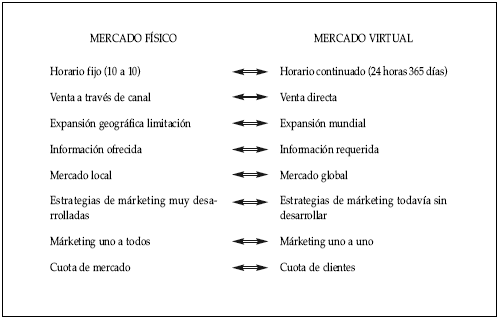 MERCADO FÍSICO MERCADO VIRTUAL
Horario fijo (10 a 10) Horario continuado (24 horas 365 días)
Venta a través de canal Venta directa
Expansión geográfica limitación Expansión mundial
Información ofrecida Información requerida
Mercado local Mercado global
Estrategias de márketing muy desa- Estrategias de márketing todavía sin
rrolladas desarrollar
Márketing uno a todos Márketing uno a uno
Cuota de mercado Cuota de clientes